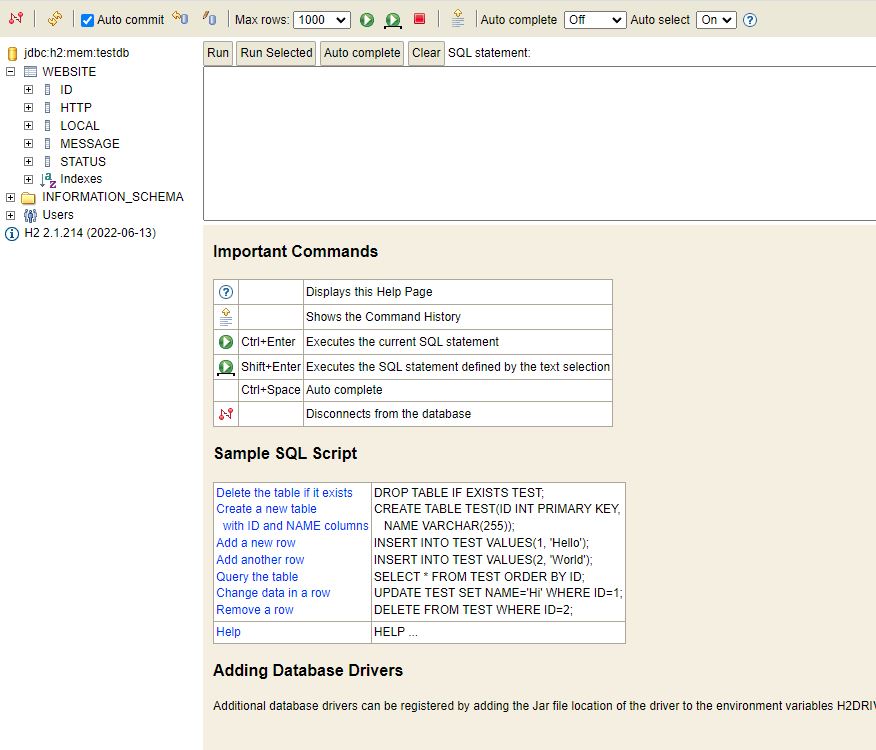 Auto commit Max rows: 1000 Auto complete Off Auto select On ?
jdbc:h2:mem:testdb
WEBSITE
ID
HTTP
LOCAL
MESSAGE
STATUS
Indexes
INFORMATION_SCHEMA
Users
H2 2.1.214 (2022-06-13)
Run Run Selected Auto complete Clear SQL statement:
Important Commands
? Displays this Help Page
Shows the Command History
Ctrl+Enter Executes the current SQL statement
Shift+Enter Executes the SQL statement defined by the text selection
Ctrl+Space Auto complete
Disconnects from the database
Sample SQL Script
Delete the table if it exists DROP TABLE IF EXISTS TEST;
Create a new table CREATE TABLE TEST(ID INT PRIMARY KEY,
with ID and NAME columns NAME VARCHAR(255));
Add a new row INSERT INTO TEST VALUES(1, 'Hello');
Add another row INSERT INTO TEST VALUES(2, 'World');
Query the table SELECT * FROM TEST ORDER BY ID;
Change data in a row UPDATE TEST SET NAME='Hi' WHERE ID=1;
Remove a row DELETE FROM TEST WHERE ID=2;
Help HELP ...
Adding Database Drivers
Additional database drivers can be registered by adding the Jar file location of the driver to the environment variables